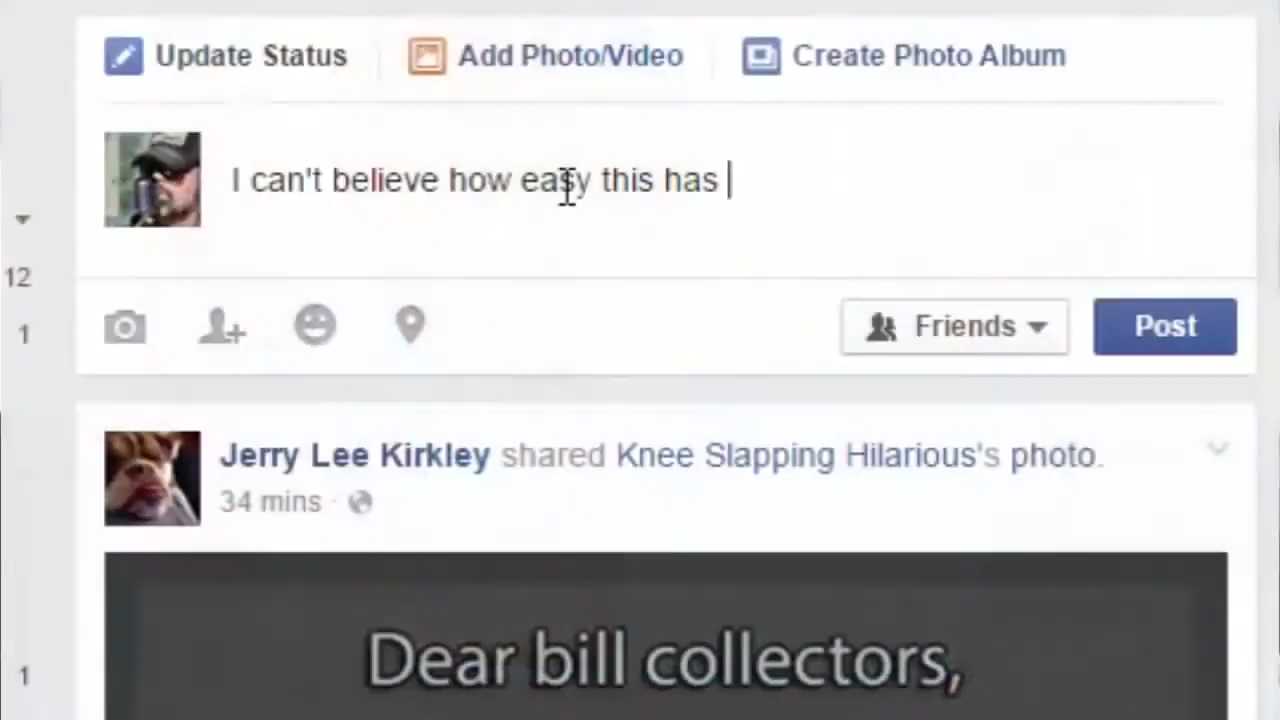 Update Status
Add Photo/Video
Create Photo Album
I can't believe how easy this has
12
1
Friends
Post
Jerry Lee Kirkley shared Knee Slapping Hilarious's photo.
34 mins ·
Dear bill collectors,
1